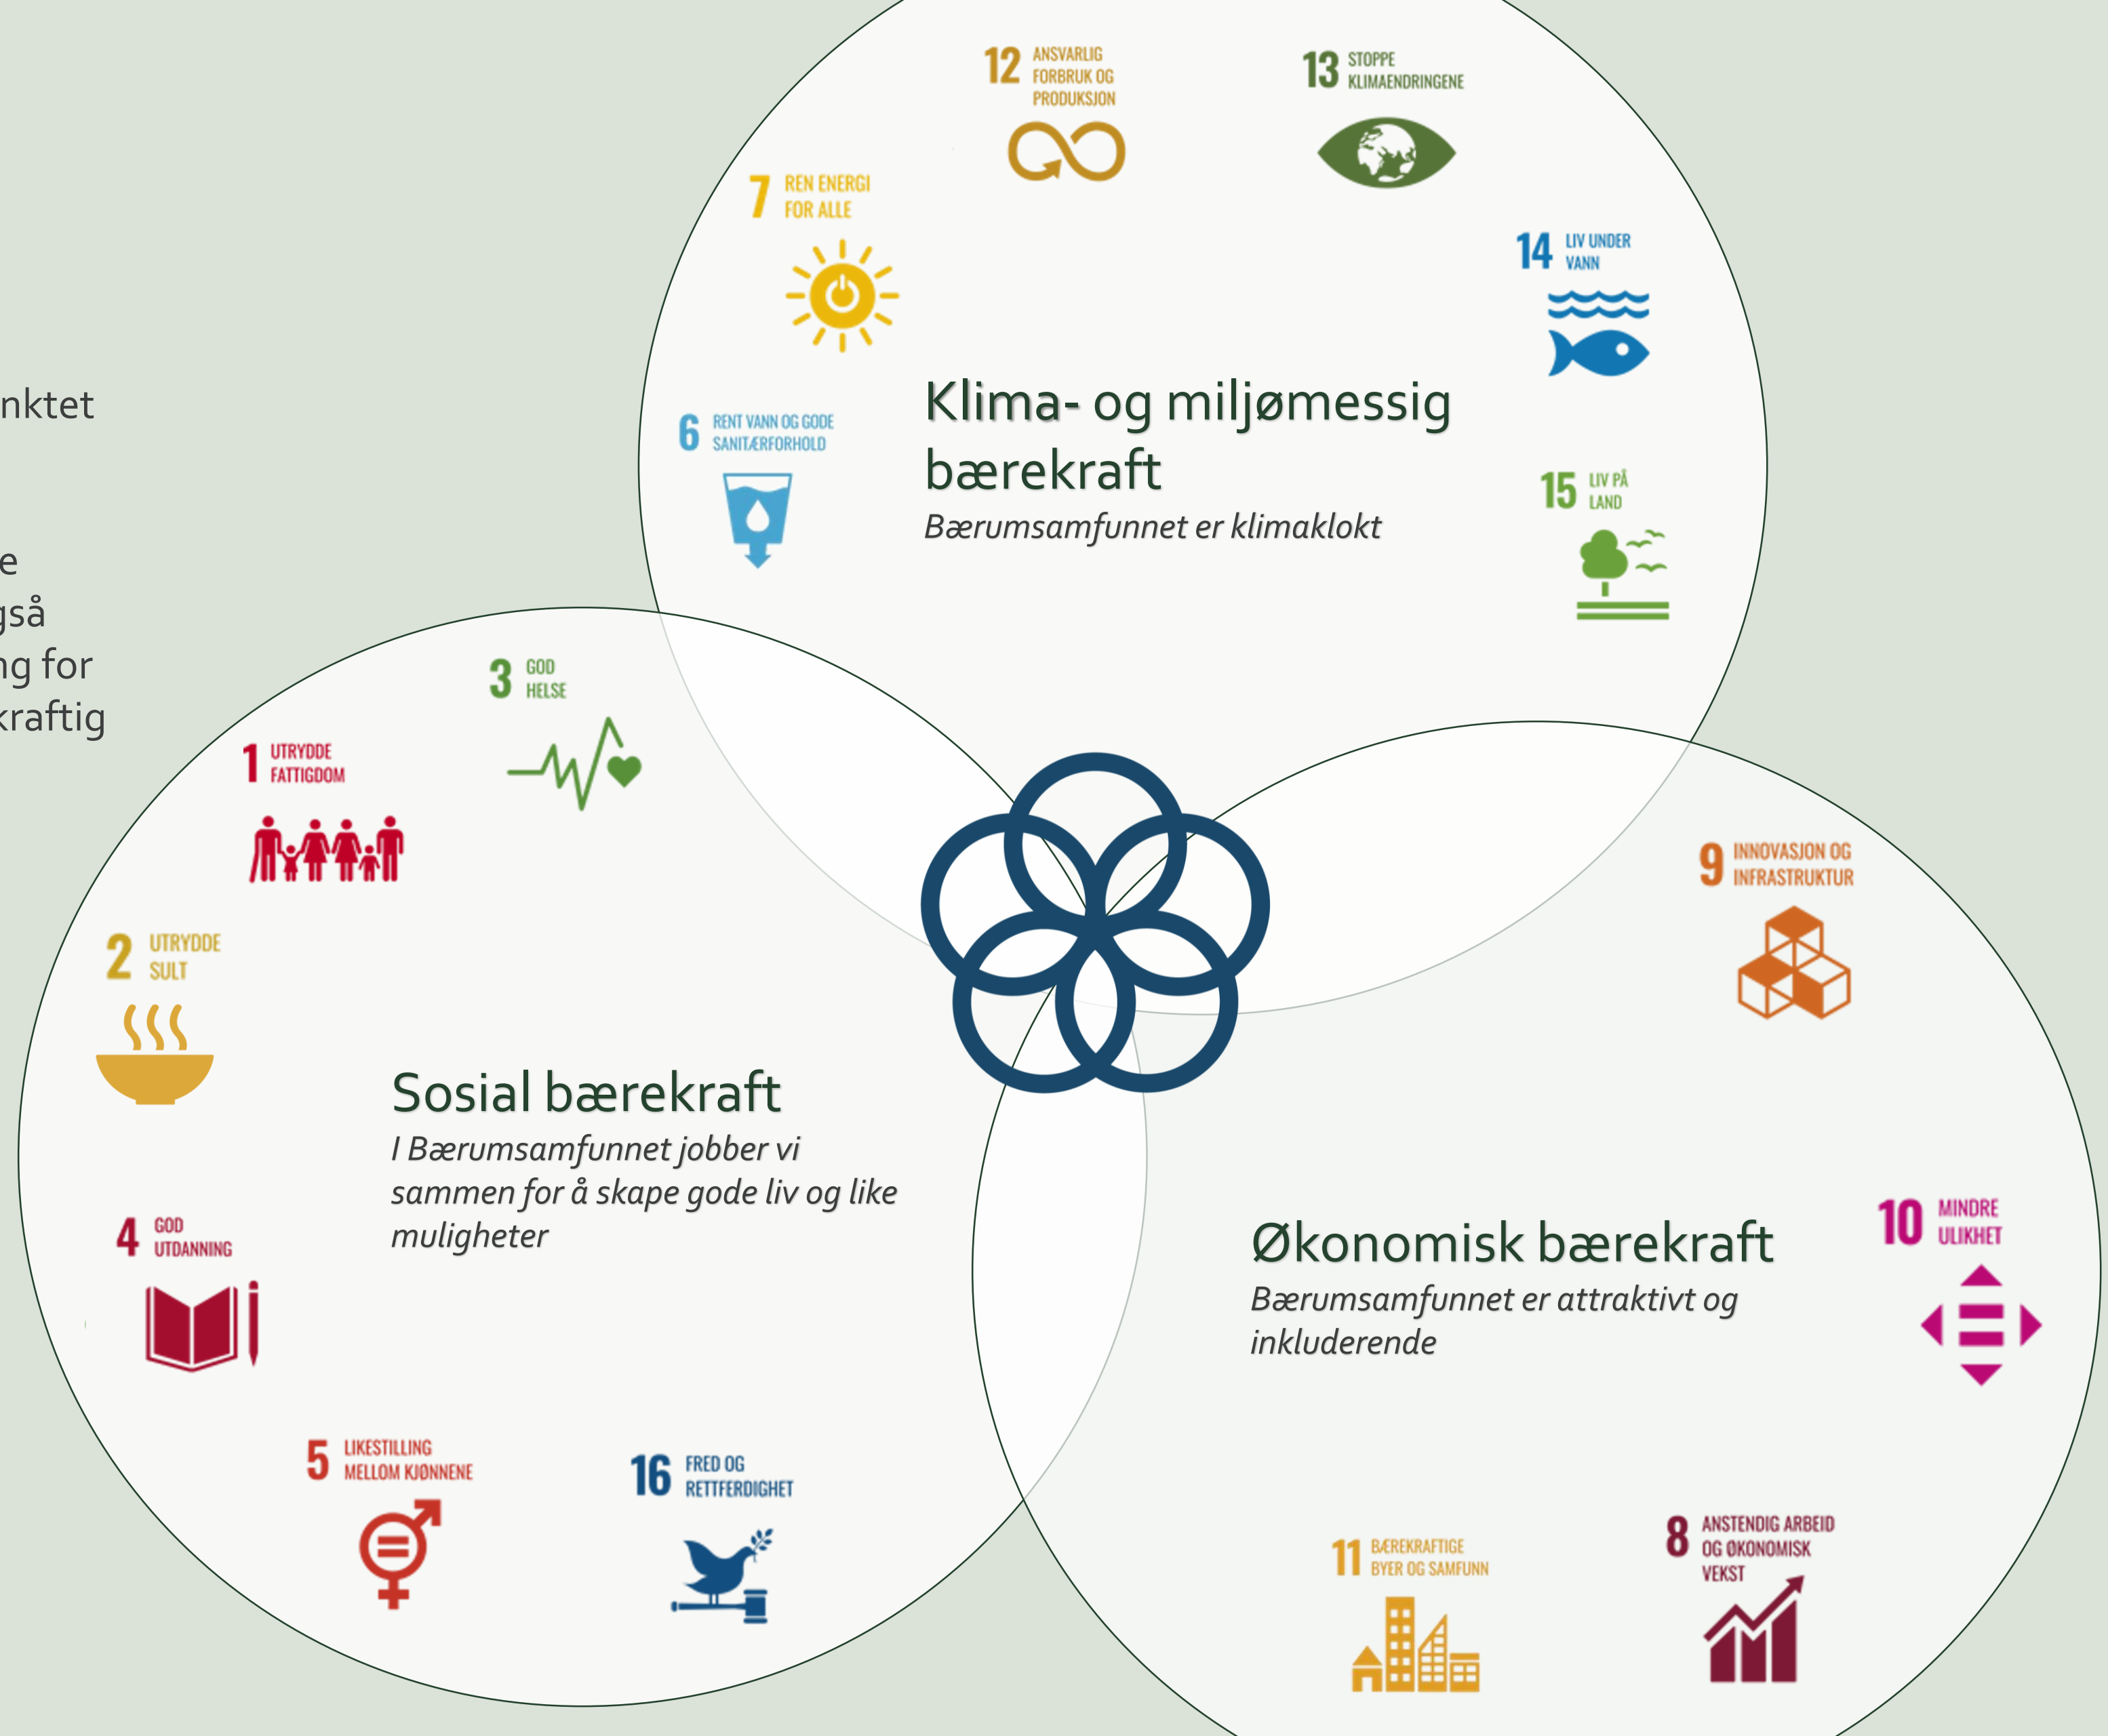 nktet
e
gså
ng for
kraftig
12 ANSVARLIG
FORBRUK OG
PRODUKSJON
13 STOPPE
KLIMAENDRINGENE
7 REN ENERGI
FOR ALLE
14 LIV UNDER
VANN
6 RENT VANN OG GODE
SANITÆRFORHOLD
Klima- og miljømessig
bærekraft
Bærumsamfunnet er klimaklokt
15 LIV PÅ
LAND
3 GOD
HELSE
1 UTRYDDE
FATTIGDOM
2 UTRYDDE
SULT
Sosial bærekraft
I Bærumsamfunnet jobber vi
sammen for å skape gode liv og like
muligheter
4 GOD
UTDANNING
5 LIKESTILLING
MELLOM KJØNNENE
16 FRED OG
RETTFERDIGHET
9 INNOVASJON OG
INFRASTRUKTUR
10 MINDRE
ULIKHET
Økonomisk bærekraft
Bærumsamfunnet er attraktivt og
inkluderende
11 BÆREKRAFTIGE
BYER OG SAMFUNN
8 ANSTENDIG ARBEID
OG ØKONOMISK
VEKST